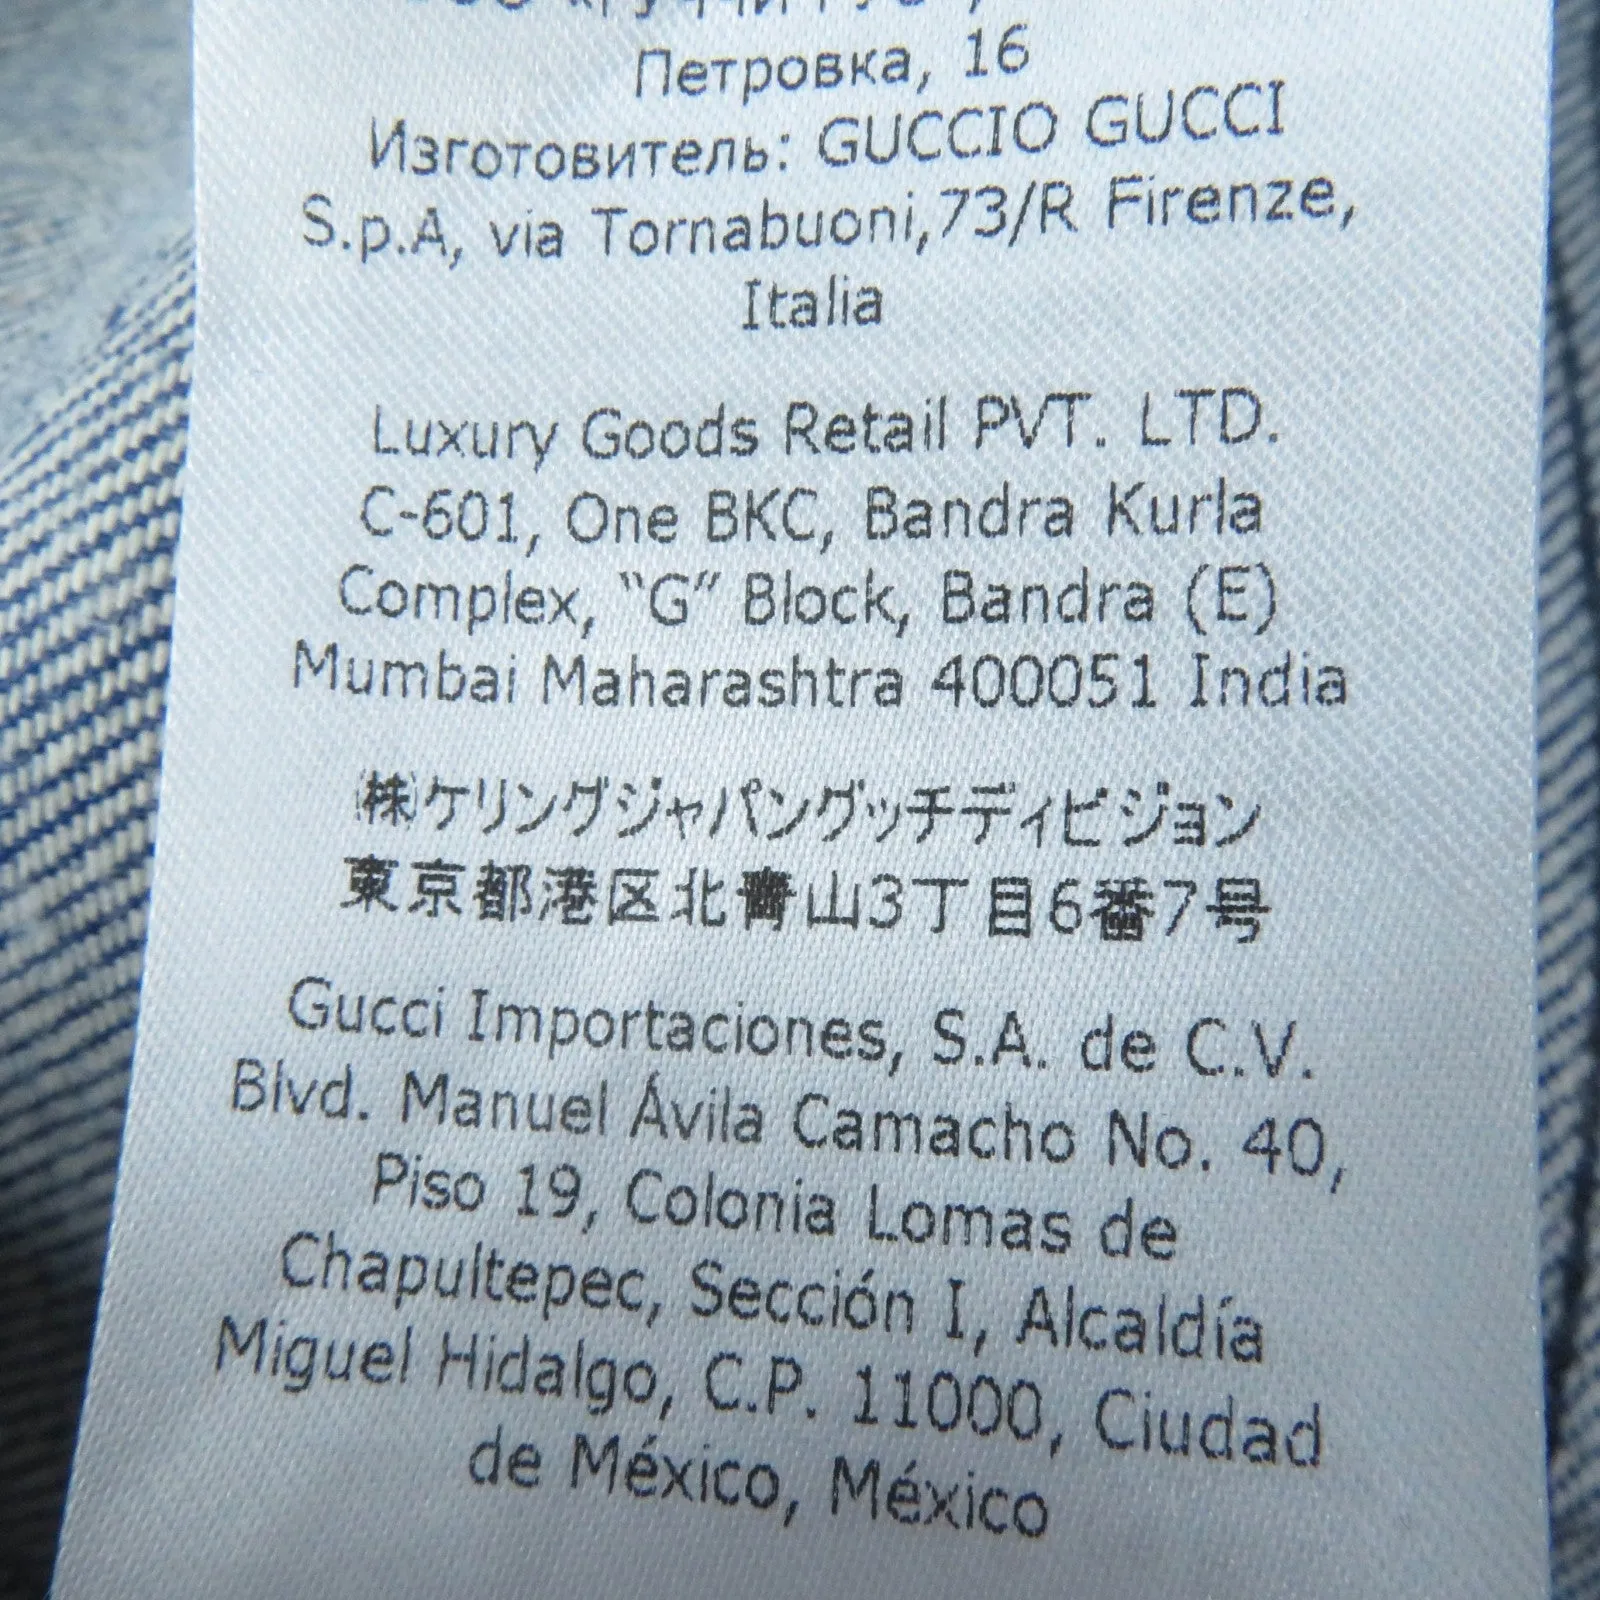 Петровка, 16
Изготовитель: GUCCIO GUCCI
S.p.A, via Tornabuoni,73/R Firenze,
Italia
Luxury Goods Retail PVT. LTD.
C-601, One BKC, Bandra Kurla
Complex, “G” Block, Bandra (E)
Mumbai Maharashtra 400051 India
㈱ケリングジャパングッチディビジョン
東京都港区北青山3丁目6番7号
Gucci Importaciones, S.A. de C.V.
Blvd. Manuel Ávila Camacho No. 40,
Piso 19, Colonia Lomas de
Chapultepec, Sección I, Alcaldía
Miguel Hidalgo, C.P. 11000, Ciudad
de México, México